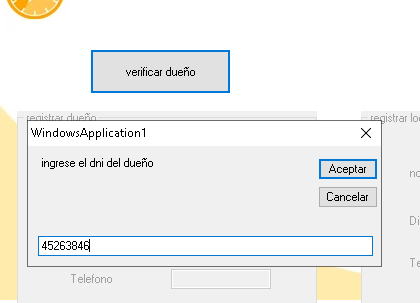 verificar dueño
registrar dueño
registrar lo
WindowsApplication1
ingrese el dni del dueño
Aceptar
no
Cancelar
Di
45263846
Te
Telefono